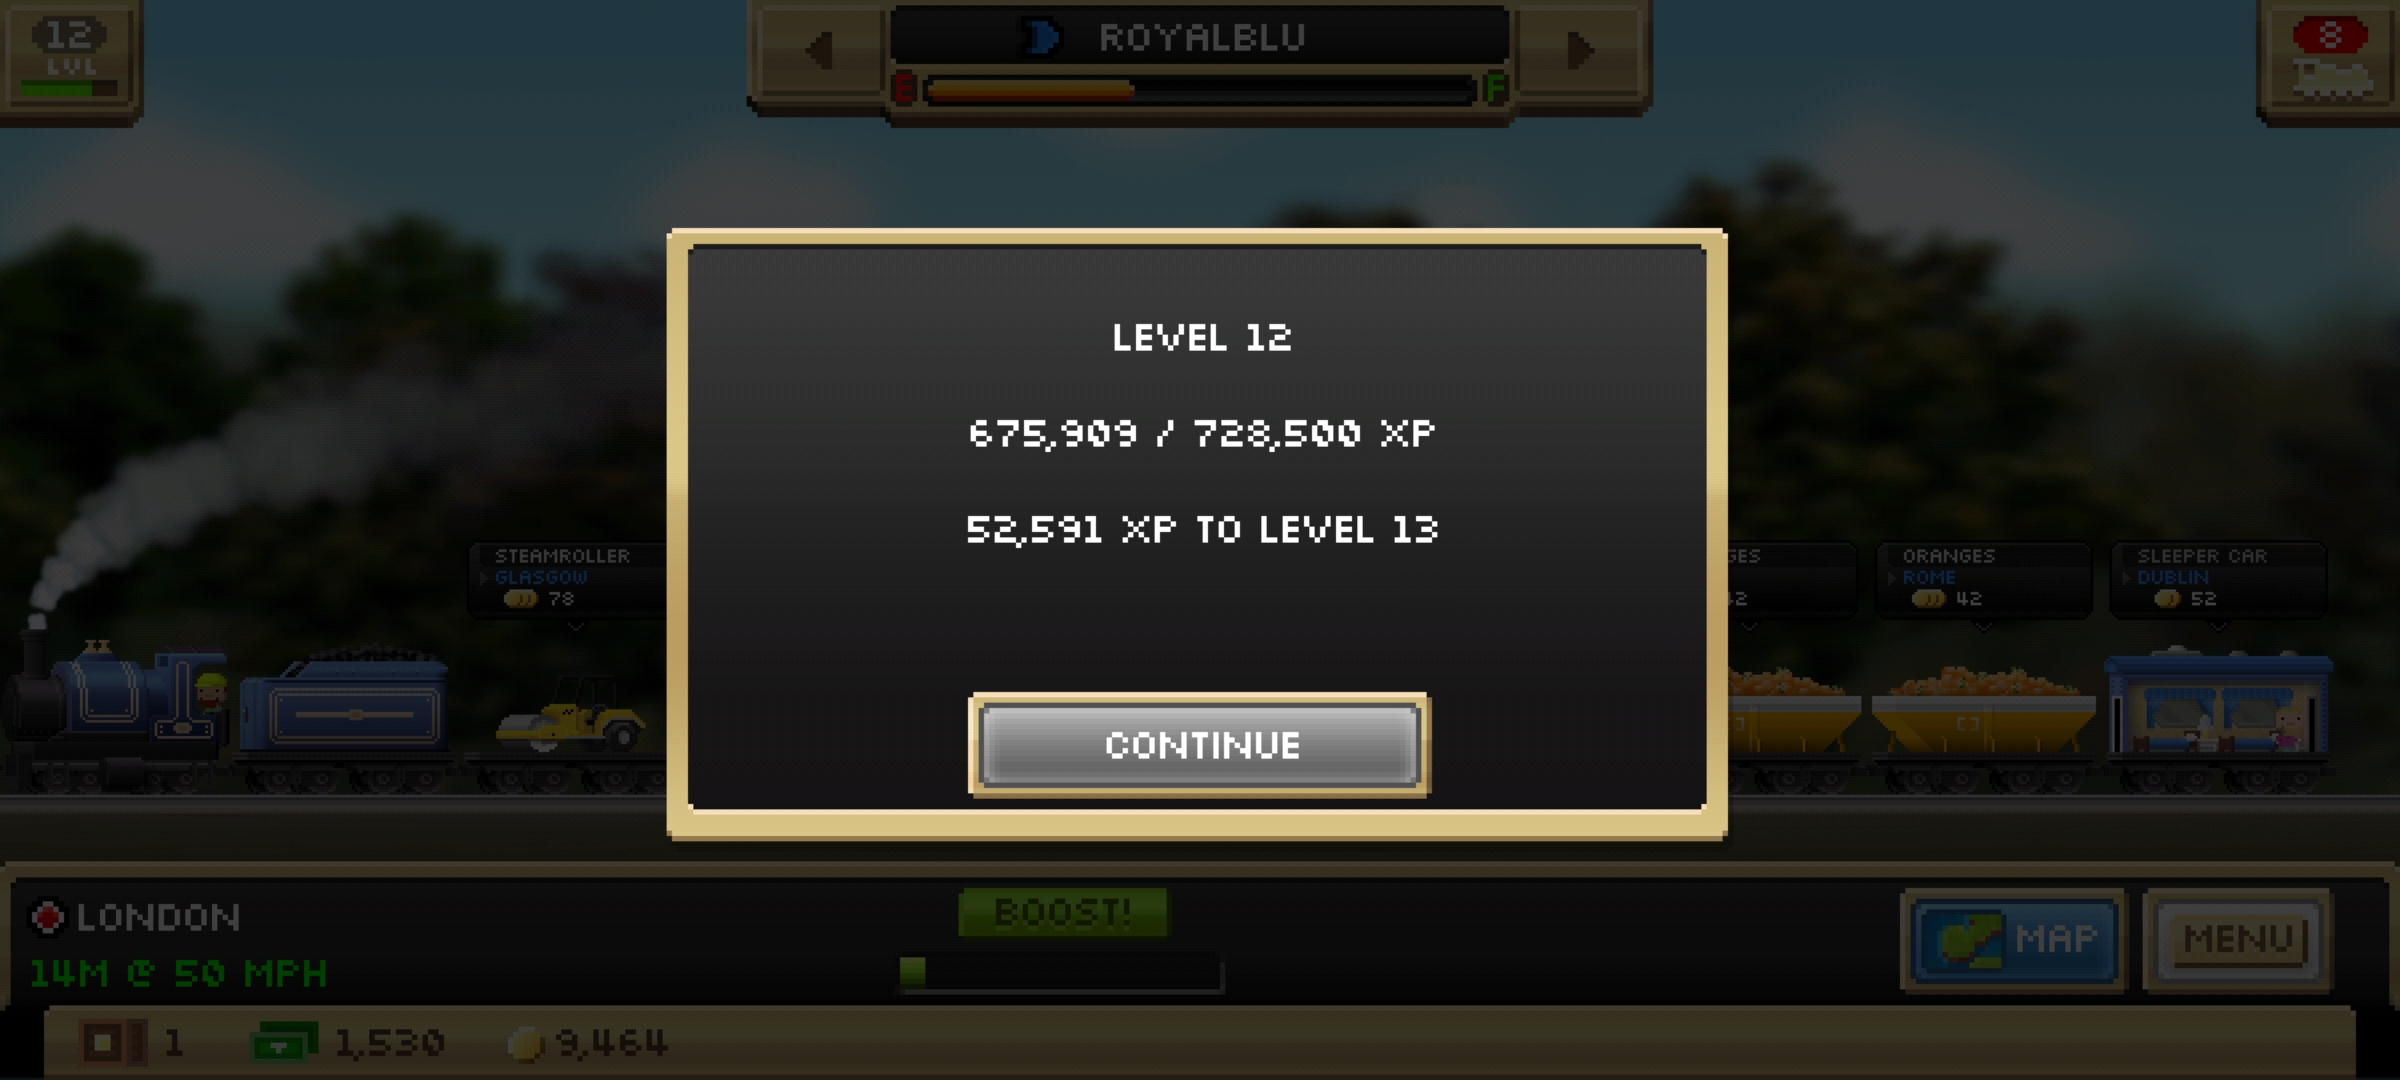 12
LVL
ROYALBLU
E
F
8
LEVEL 12
675,909 / 728,500 XP
52,591 XP TO LEVEL 13
CONTINUE
STEAMROLLER
GLASGOW
78
GES
42
ORANGES
ROME
42
SLEEPER CAR
DUBLIN
52
LONDON
14M @ 50 MPH
BOOST!
MAP
MENU
1
1,530
9,464